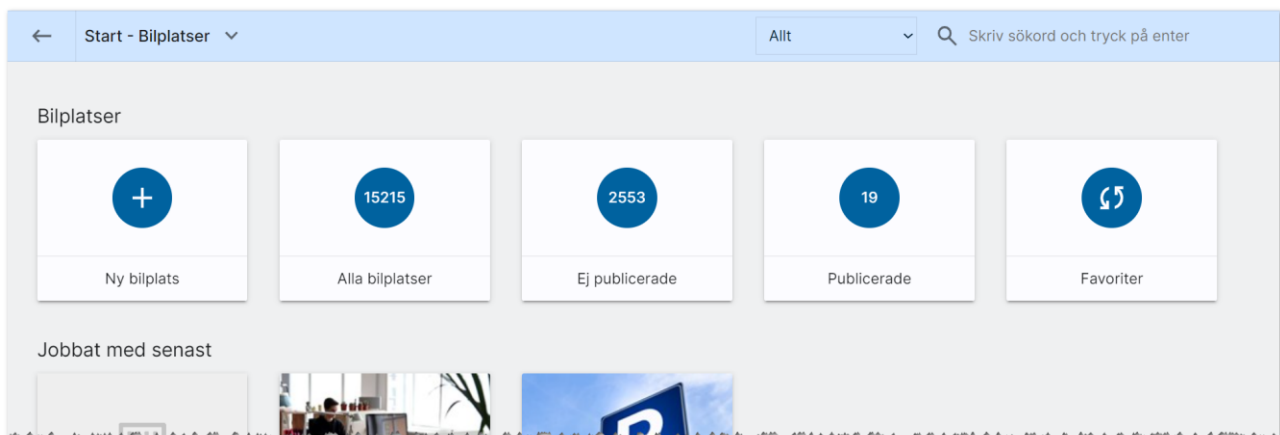 Start - Bilplatser
Allt
Skriv sökord och tryck på enter
Bilplatser
15215
2553
19
Ny bilplats
Alla bilplatser
Ej publicerade
Publicerade
Favoriter
Jobbat med senast